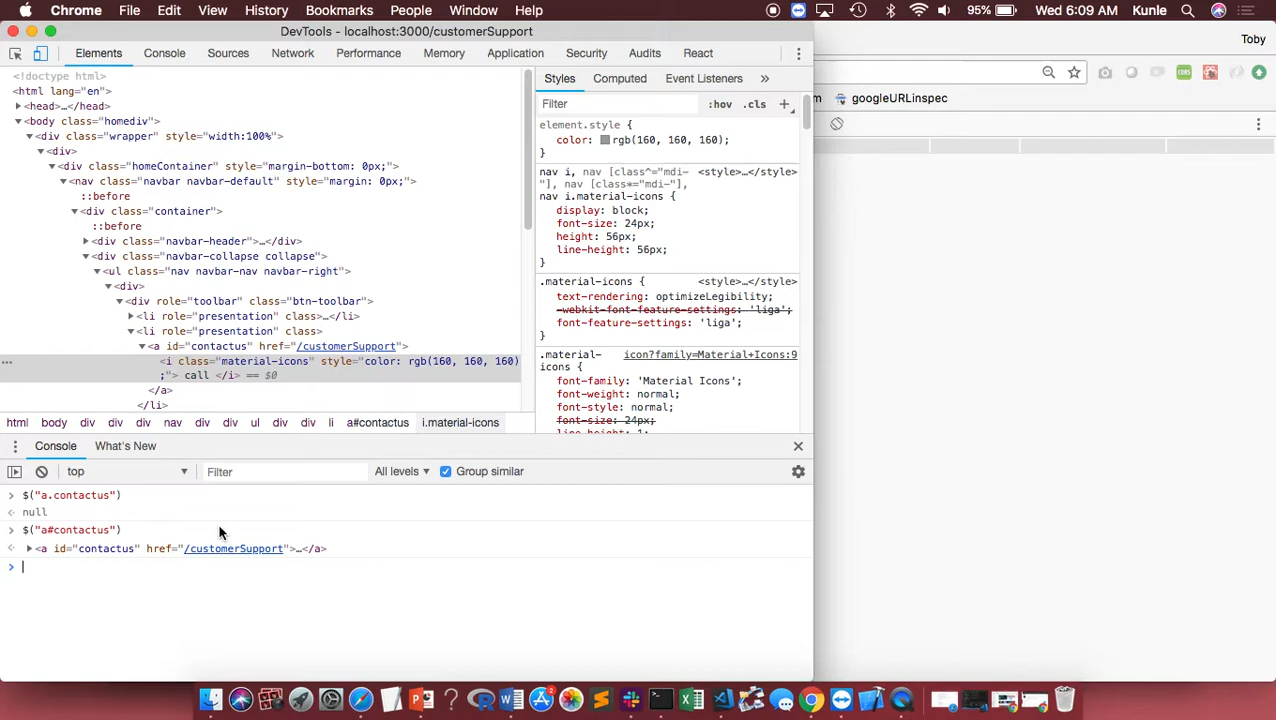 Chrome File Edit View History Bookmarks People Window Help 95% Wed 6:09 AM Kunle
DevTools - localhost:3000/customerSupport
Toby
Elements Console Sources Network Performance Memory Application Security Audits React
<!doctype html>
<html lang="en">
<head>…</head>
<body class="homediv">
<div class="wrapper" style="width:100%">
<div>
<div class="homeContainer" style="margin-bottom: 0px;">
<nav class="navbar navbar-default" style="margin: 0px;">
::before
<div class="container">
::before
<div class="navbar-header">…</div>
<div class="navbar-collapse collapse">
<ul class="nav navbar-nav navbar-right">
<div>
<div role="toolbar" class="btn-toolbar">
<li role="presentation">…</li>
<li role="presentation" class>
<a id="contactus" href="/customerSupport">
<i class="material-icons" style="color: rgb(160, 160, 160)
;"> call </i> == $0
</a>
</li>
html body div div div nav div div ul div div li a#contactus i.material-icons
Styles Computed Event Listeners »
Filter :hov .cls +
element.style {
color: rgb(160, 160, 160);
}
nav i, nav [class^="mdi- <style>…</style>
"], nav [class*="mdi-"],
nav i.material-icons {
display: block;
font-size: 24px;
height: 56px;
line-height: 56px;
}
.material-icons { <style>…</style>
text-rendering: optimizeLegibility;
-webkit-font-feature-settings: 'liga';
font-feature-settings: 'liga';
}
.material- icon?family=Material+Icons:9
icons {
font-family: 'Material Icons';
font-weight: normal;
font-style: normal;
font-size: 24px;
line-height: 1;
CORS
m googleURLinspec
Console What's New
top Filter All levels Group similar
> $("a.contactus")
null
> $("a#contactus")
<a id="contactus" href="/customerSupport">…</a>
>
2